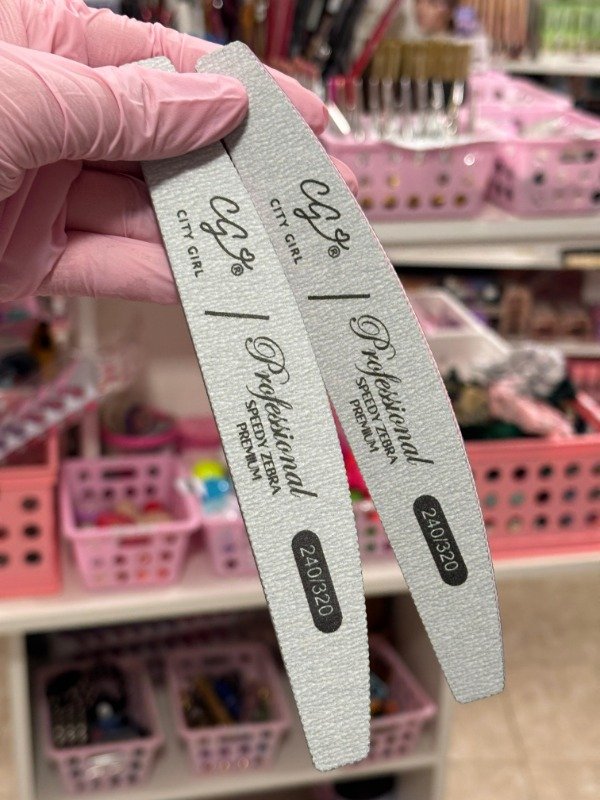 CG®
CITY GIRL
Professional
SPEEDY ZEBRA
PREMIUM
240/320
CG®
CITY GIRL
Professional
SPEEDY ZEBRA
PREMIUM
240/320